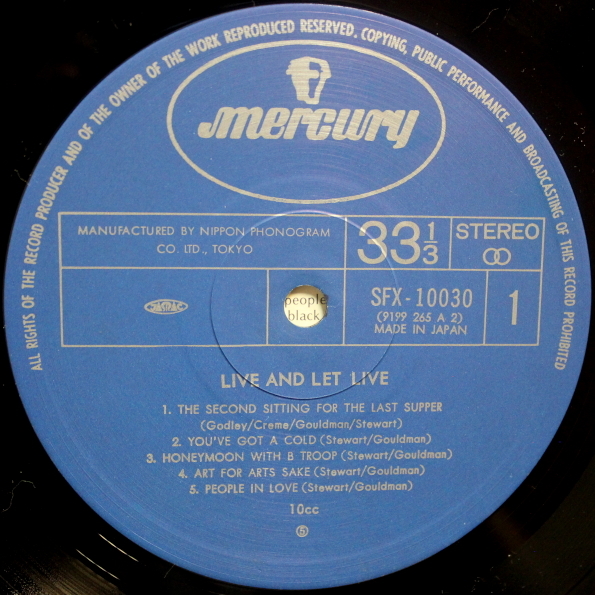 ALL RIGHTS OF THE RECORD PRODUCER AND OF THE OWNER OF THE WORK REPRODUCED RESERVED. COPYING, PUBLIC PERFORMANCE AND BROADCASTING OF THIS RECORD PROHIBITED
mercury
MANUFACTURED BY NIPPON PHONOGRAM
CO. LTD., TOKYO
33 1/3
STEREO
JASRAC
people
black
SFX-10030
(9199 265 A 2)
MADE IN JAPAN
1
LIVE AND LET LIVE
1. THE SECOND SITTING FOR THE LAST SUPPER
(Godley/Creme/Gouldman/Stewart)
2. YOU'VE GOT A COLD (Stewart/Gouldman)
3. HONEYMOON WITH B TROOP (Stewart/Gouldman)
4. ART FOR ARTS SAKE (Stewart/Gouldman)
5. PEOPLE IN LOVE (Stewart/Gouldman)
10cc